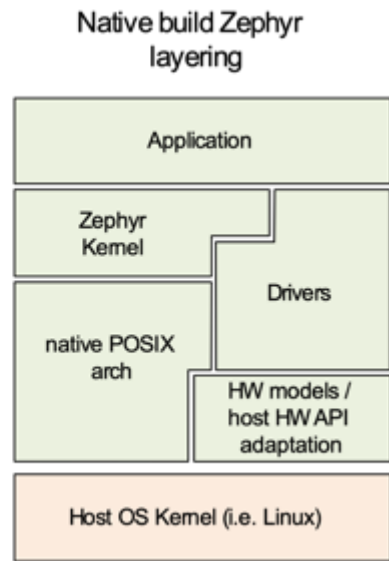 Native build Zephyr
layering
Application
Zephyr
Kernel
Drivers
native POSIX
arch
HW models /
host HW API
adaptation
Host OS Kernel (i.e. Linux)